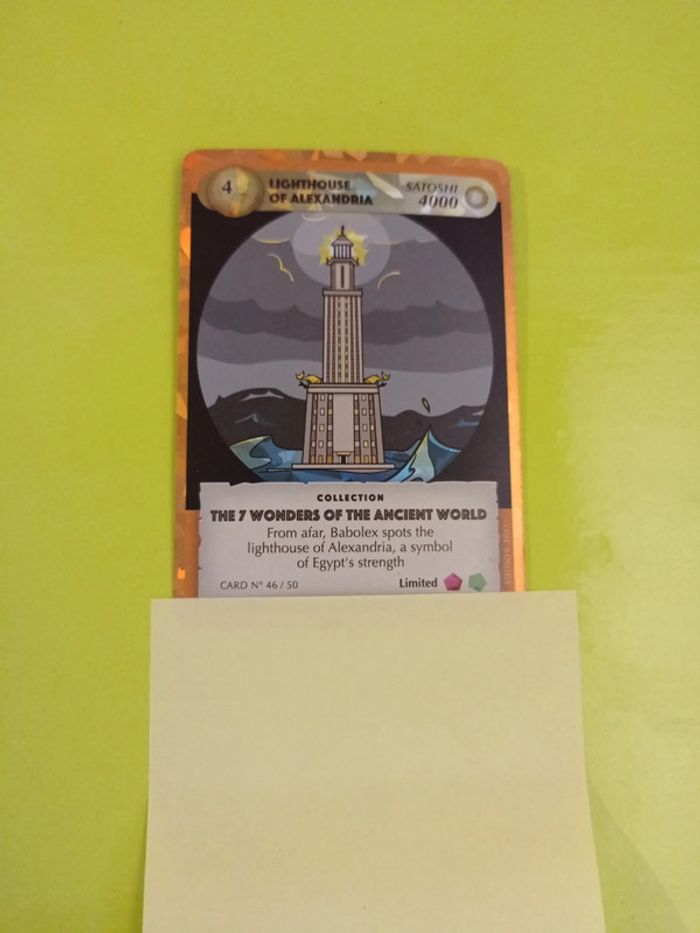 4
7
LIGHTHOUSE
OF ALEXANDRIA
SATOSHI
4000
COLLECTION
THE 7 WONDERS OF THE ANCIENT WORLD
From afar, Babolex spots the
lighthouse of Alexandria, a symbol
of Egypt's strength
CARD N° 46 / 50
Limited